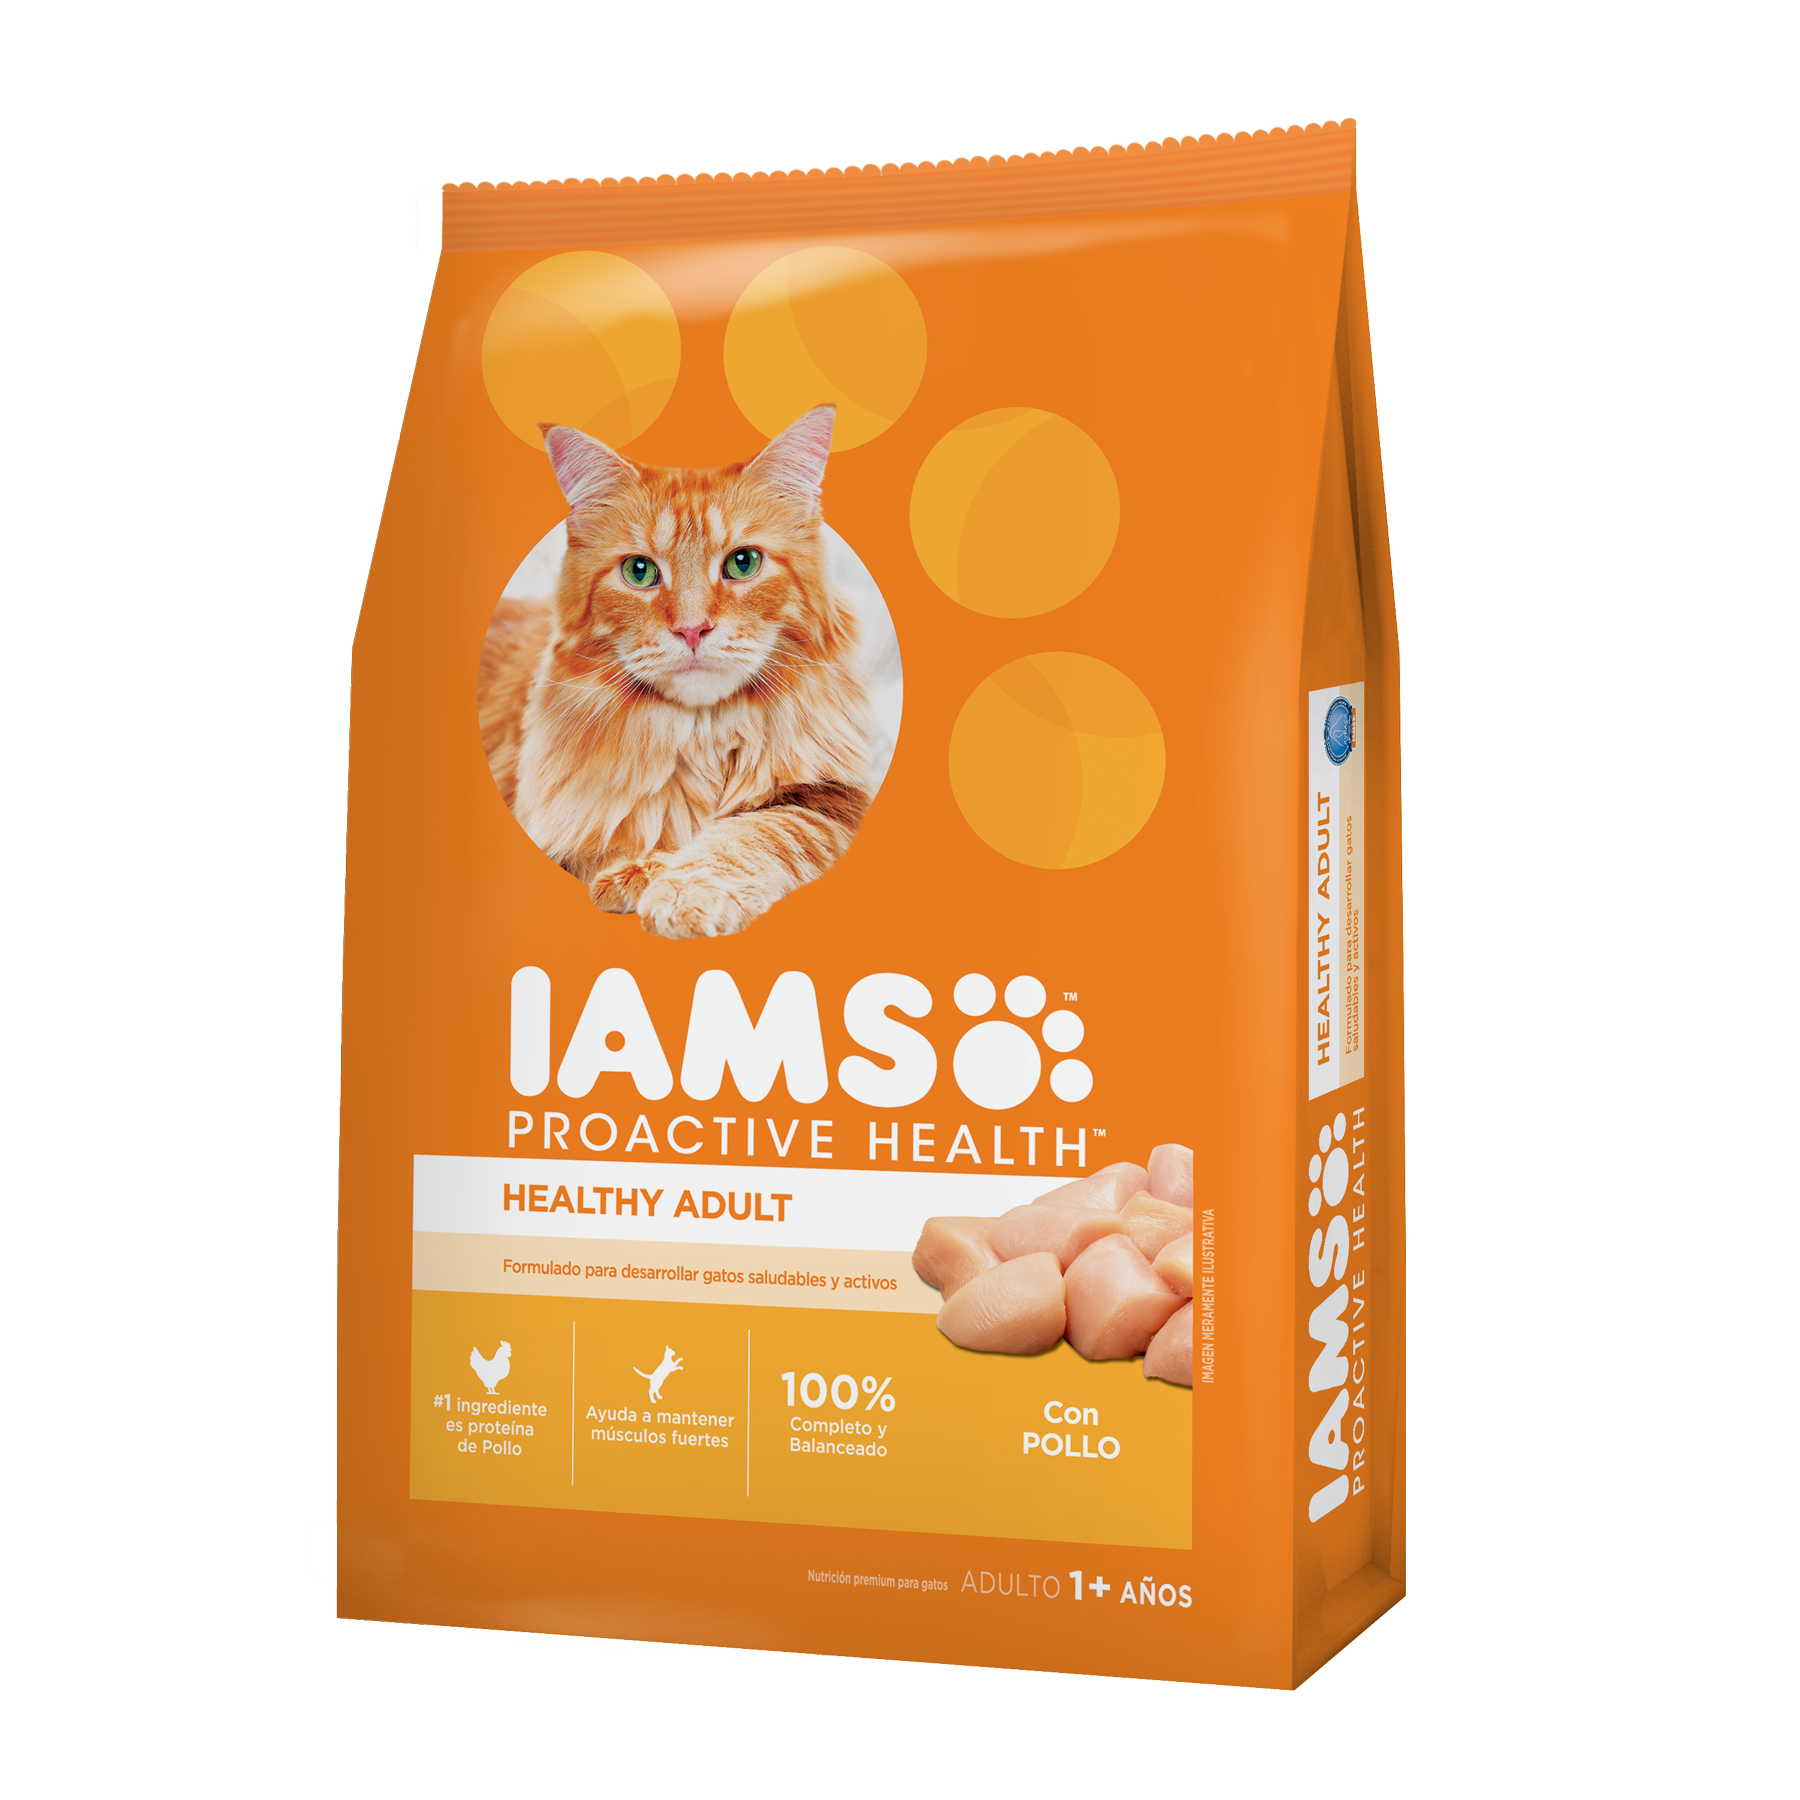 IAMS™
PROACTIVE HEALTH™
HEALTHY ADULT
Formulado para desarrollar gatos saludables y activos
#1 ingrediente
es proteína
de Pollo
Ayuda a mantener
músculos fuertes
100%
Completo y
Balanceado
Con
POLLO
IMAGEN MERAMENTE ILUSTRATIVA
Nutrición premium para gatos ADULTO 1+ AÑOS
HEALTHY ADULT
Formulado para desarrollar gatos
saludables y activos
IAMS
PROACTIVE HEALTH